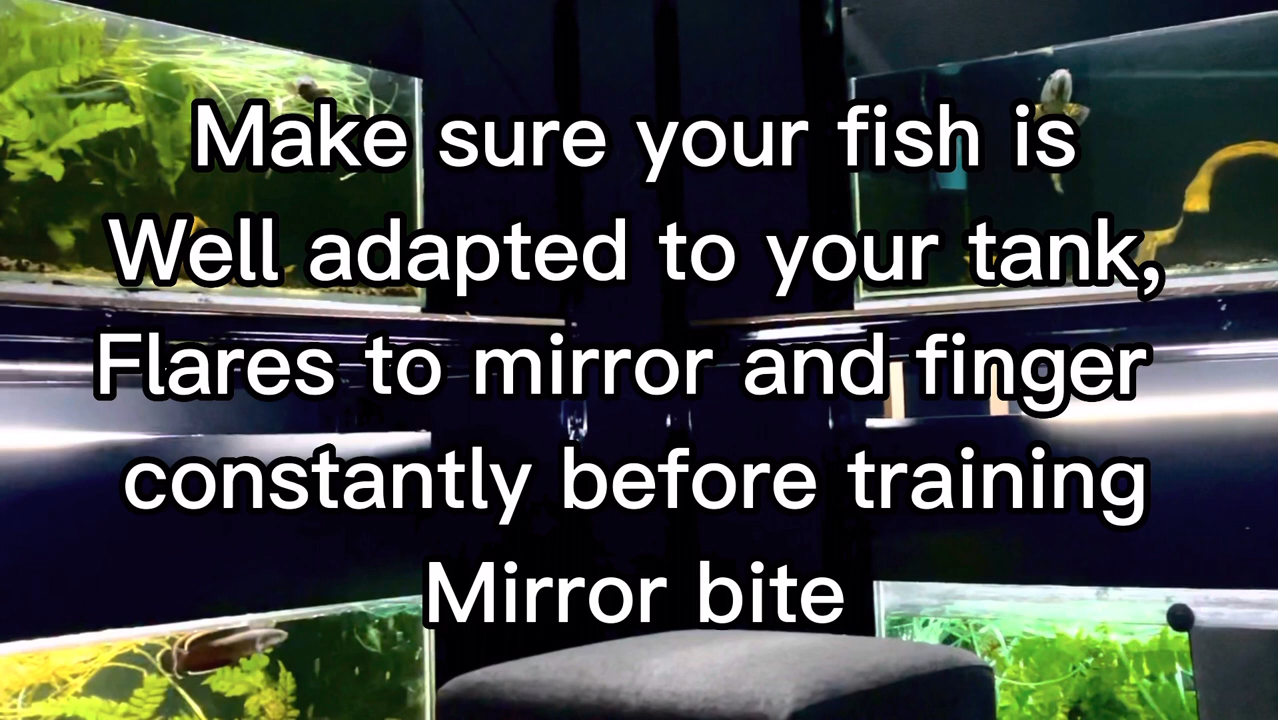 Make sure your fish is
Well adapted to your tank,
Flares to mirror and finger
constantly before training
Mirror bite